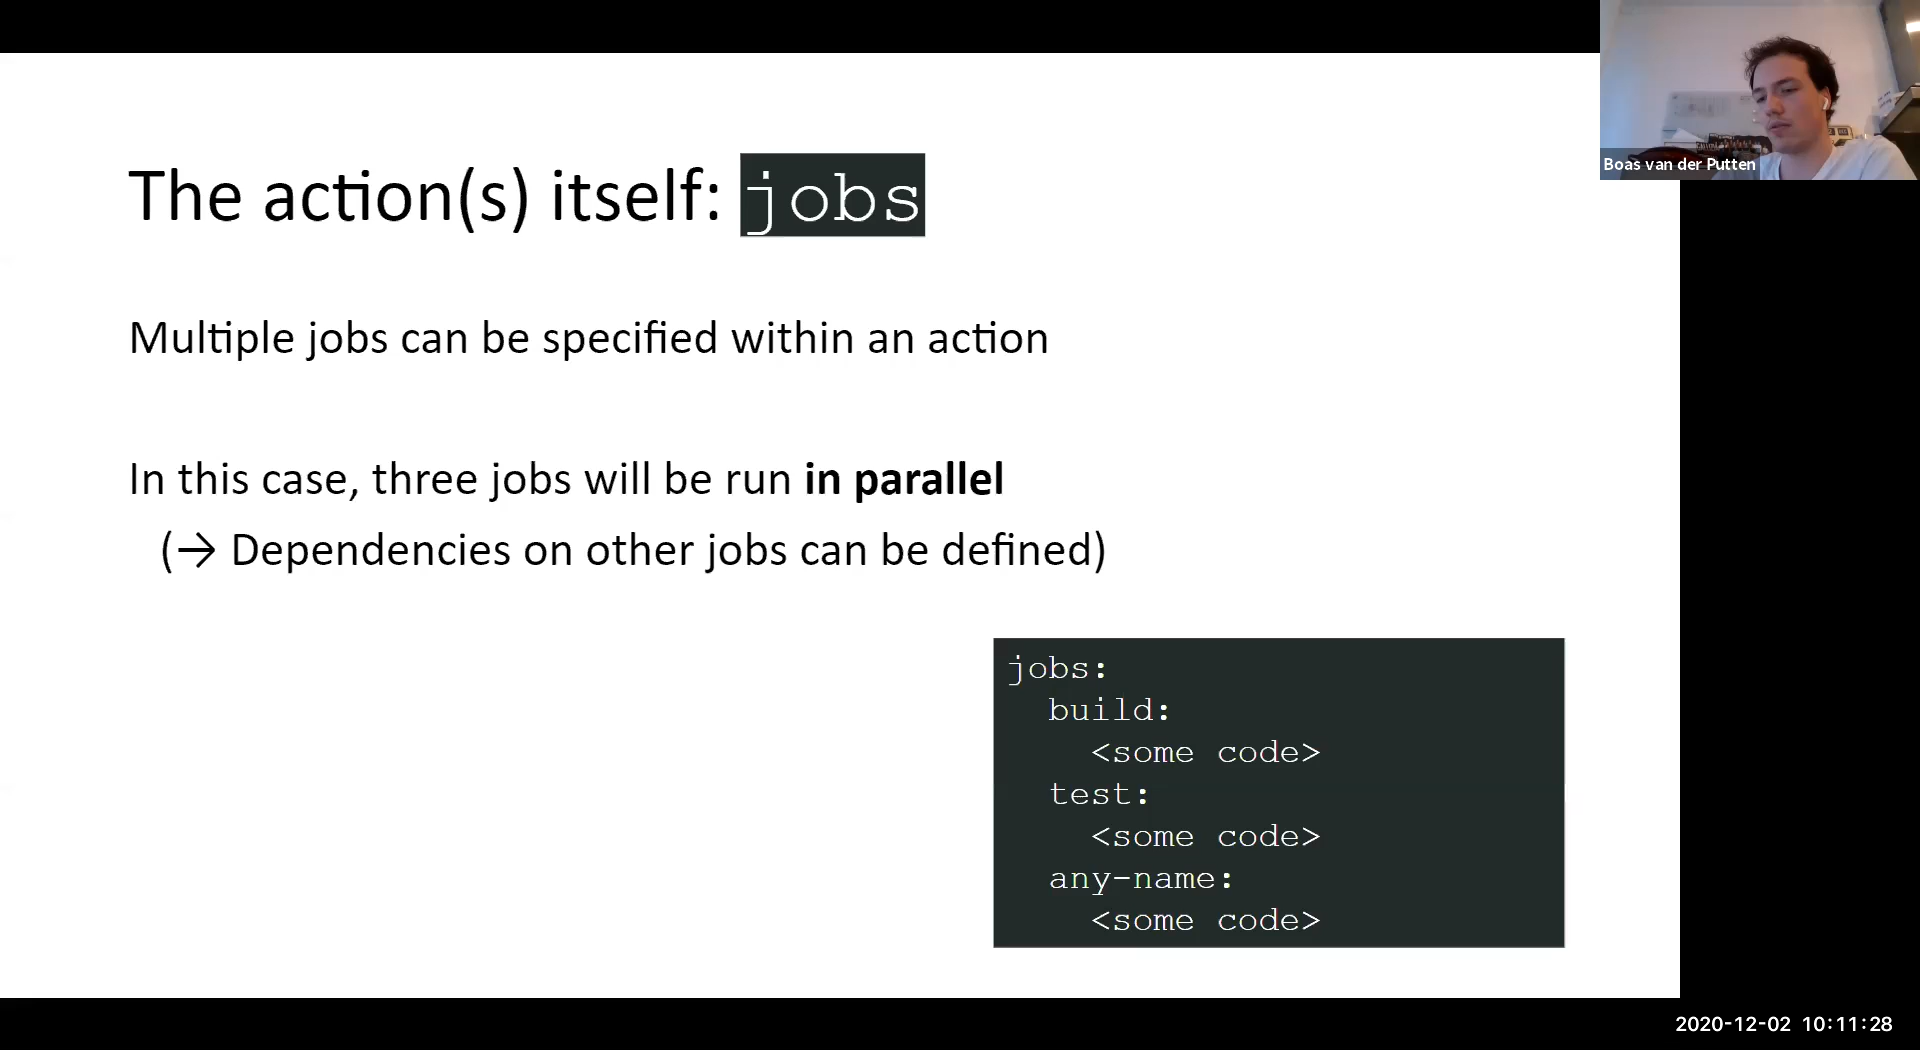 The action(s) itself: jobs
Boas van der Putten
Multiple jobs can be specified within an action
In this case, three jobs will be run in parallel
(→ Dependencies on other jobs can be defined)
jobs:
build:
<some code>
test:
<some code>
any-name:
<some code>
2020-12-02 10:11:28